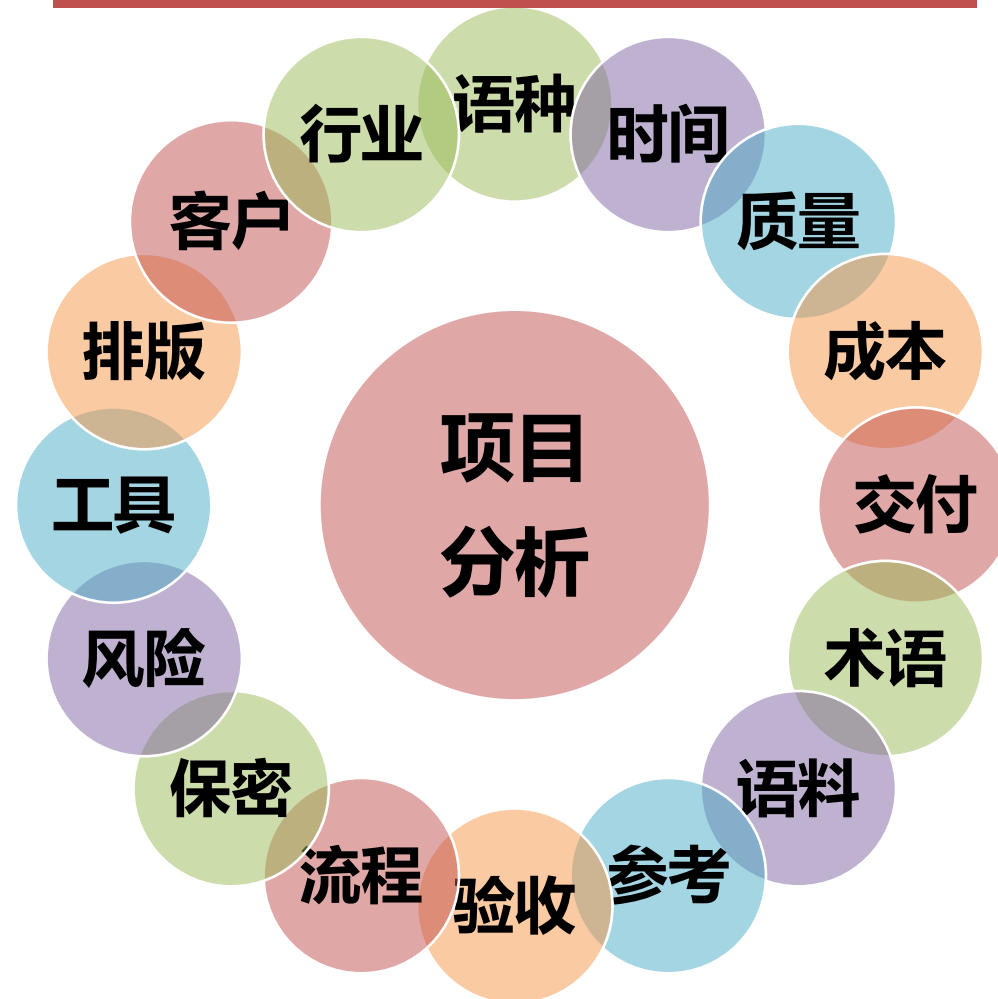 项目
分析
语种
时间
质量
成本
交付
术语
语料
参考
验收
流程
保密
风险
工具
排版
客户
行业